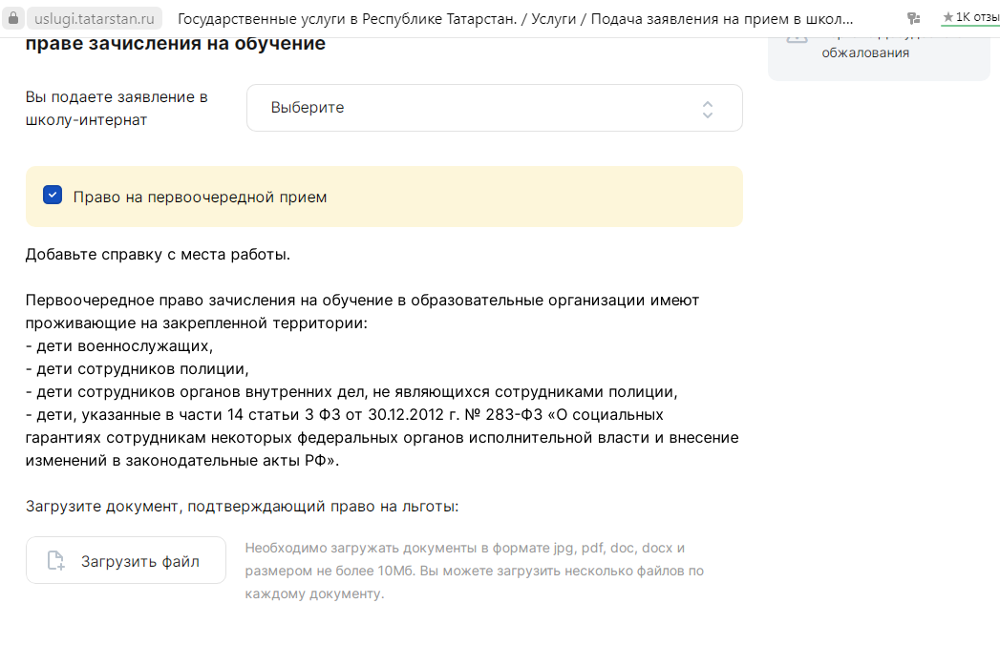 uslugi.tatarstan.ru Государственные услуги в Республике Татарстан. / Услуги / Подача заявления на прием в школ... ★ 1К отзы
праве зачисления на обучение
обжалования
Вы подаете заявление в
школу-интернат
Выберите
Право на первоочередной прием
Добавьте справку с места работы.
Первоочередное право зачисления на обучение в образовательные организации имеют
проживающие на закрепленной территории:
- дети военнослужащих,
- дети сотрудников полиции,
- дети сотрудников органов внутренних дел, не являющихся сотрудниками полиции,
- дети, указанные в части 14 статьи 3 ФЗ от 30.12.2012 г. № 283-ФЗ «О социальных
гарантиях сотрудникам некоторых федеральных органов исполнительной власти и внесение
изменений в законодательные акты РФ».
Загрузите документ, подтверждающий право на льготы:
Загрузить файл
Необходимо загружать документы в формате jpg, pdf, doc, docx и
размером не более 10Мб. Вы можете загрузить несколько файлов по
каждому документу.